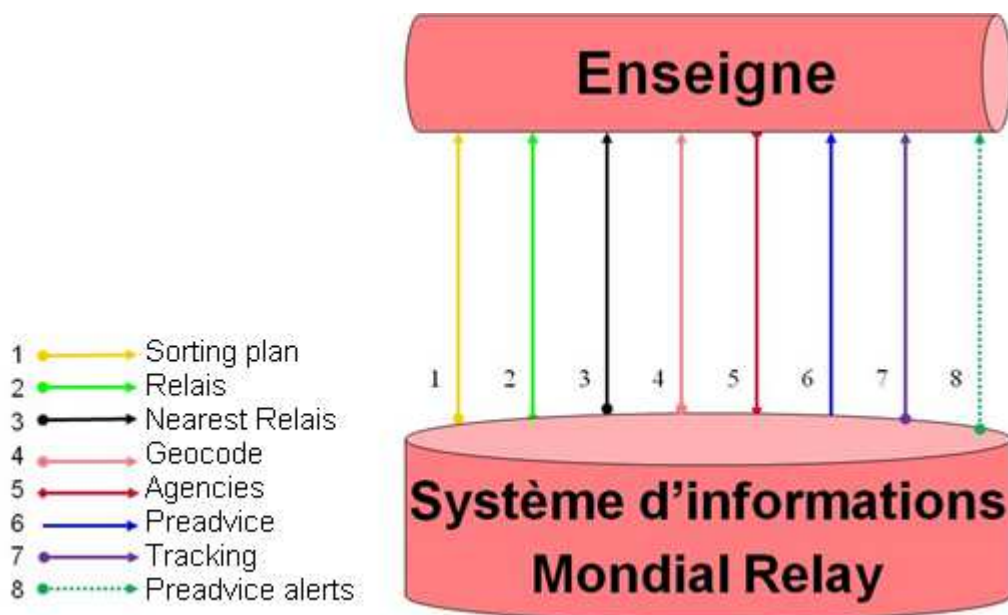 Enseigne
1 2 3 4 5 6 7 8
1 Sorting plan
2 Relais
3 Nearest Relais
4 Geocode
5 Agencies
6 Preadvice
7 Tracking
8 Preadvice alerts
Système d'informations
Mondial Relay